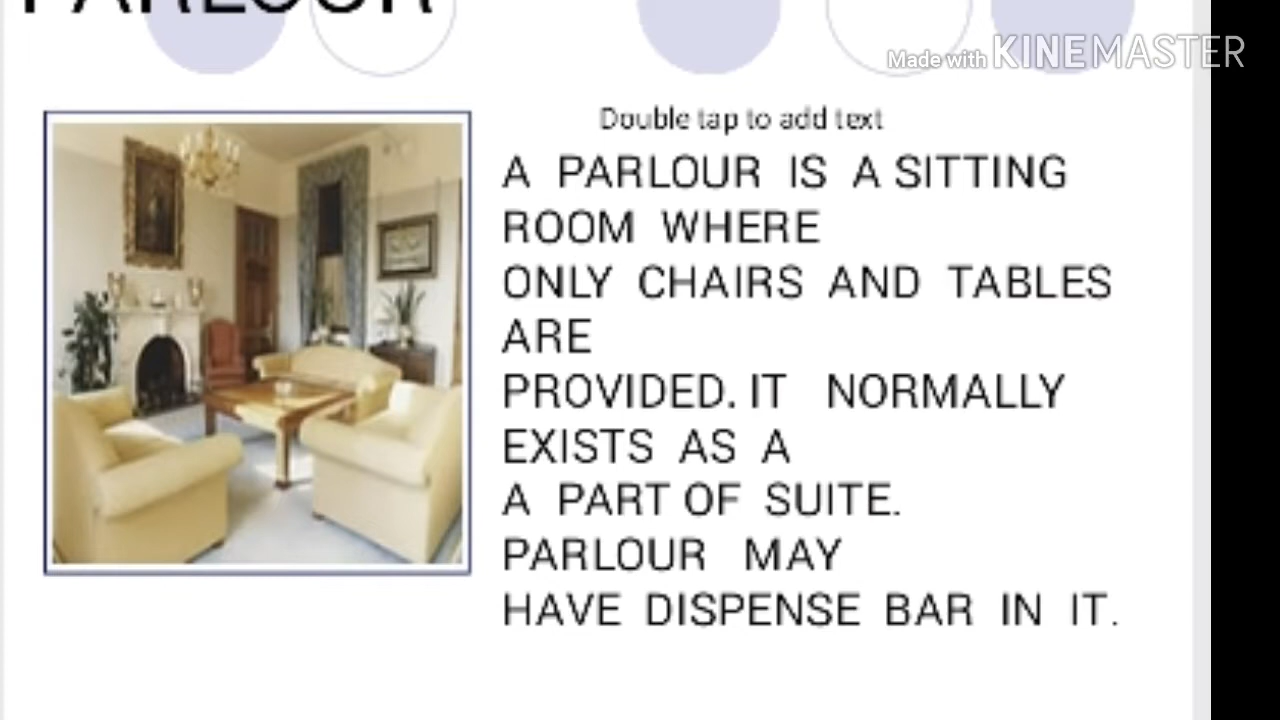 PARLOUR
Made with KINEMASTER
Double tap to add text
A PARLOUR IS A SITTING
ROOM WHERE
ONLY CHAIRS AND TABLES
ARE
PROVIDED. IT NORMALLY
EXISTS AS A
A PART OF SUITE.
PARLOUR MAY
HAVE DISPENSE BAR IN IT.